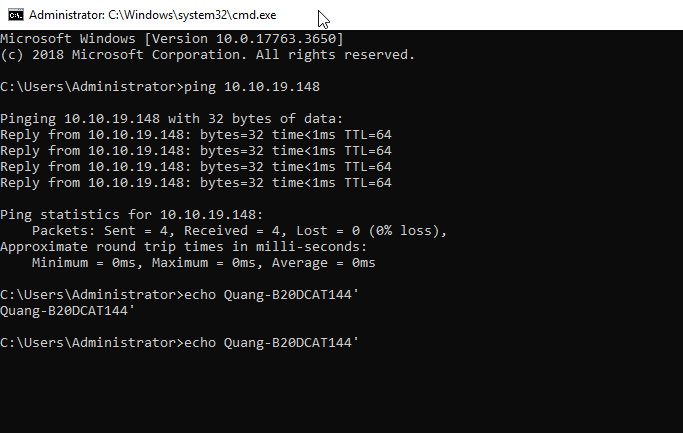 Administrator: C:\Windows\system32\cmd.exe
Microsoft Windows [Version 10.0.17763.3650]
(c) 2018 Microsoft Corporation. All rights reserved.
C:\Users\Administrator>ping 10.10.19.148
Pinging 10.10.19.148 with 32 bytes of data:
Reply from 10.10.19.148: bytes=32 time<1ms TTL=64
Reply from 10.10.19.148: bytes=32 time<1ms TTL=64
Reply from 10.10.19.148: bytes=32 time<1ms TTL=64
Reply from 10.10.19.148: bytes=32 time<1ms TTL=64
Ping statistics for 10.10.19.148:
Packets: Sent = 4, Received = 4, Lost = 0 (0% loss),
Approximate round trip times in milli-seconds:
Minimum = 0ms, Maximum = 0ms, Average = 0ms
C:\Users\Administrator>echo Quang-B20DCAT144'
Quang-B20DCAT144'
C:\Users\Administrator>echo Quang-B20DCAT144'